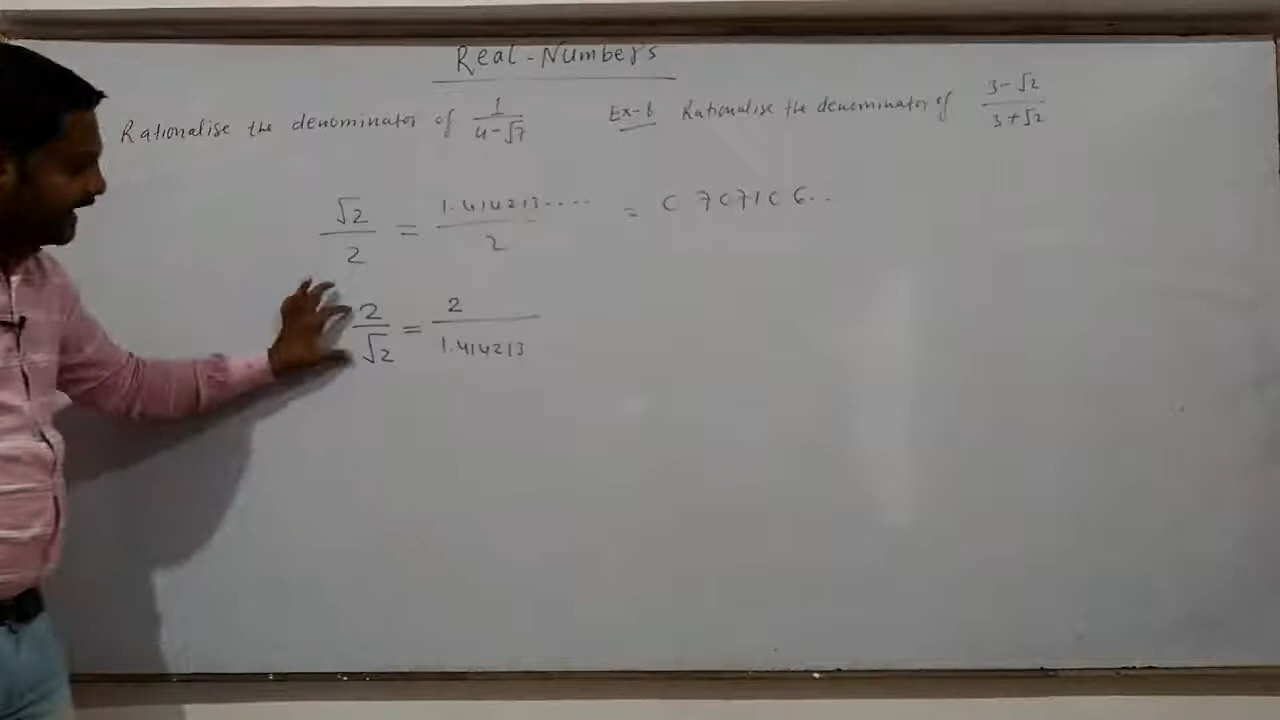 Real-Numbers
Rationalise the denominator of 1/(4-√7)
Ex-6 Rationalise the denominator of (3-√2)/(3+√2)
√2/2 = 1.414213..../2 = 0.707106..
2/√2 = 2/1.414213